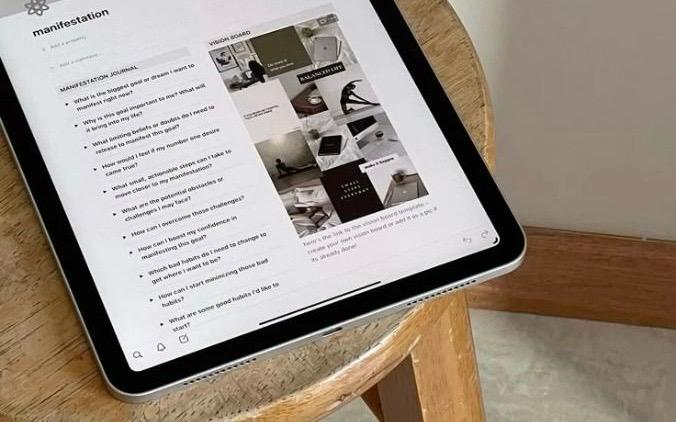 manifestation
Add a property
Add a comment...
MANIFESTATION JOURNAL
What is the biggest goal or dream I want to
manifest right now?
Why is this goal important to me? What will
it bring into my life?
What limiting beliefs or doubts do I need to
release to manifest this goal?
How would I feel if my number one desire
came true?
What small, actionable steps can I take to
move closer to my manifestation?
What are the potential obstacles or
challenges I may face?
How can I overcome those challenges?
How can I boost my confidence in
manifesting this goal?
Which bad habits do I need to change to
get where I want to be?
How can I start minimizing those bad
habits?
What are some good habits I'd like to
start?
VISION BOARD
BALANCED LIFE
make it happen
SMALL
STEPS
EVERYDAY
here's the link to the vision board template -
create your own vision board or add it as a pic if
its already done!